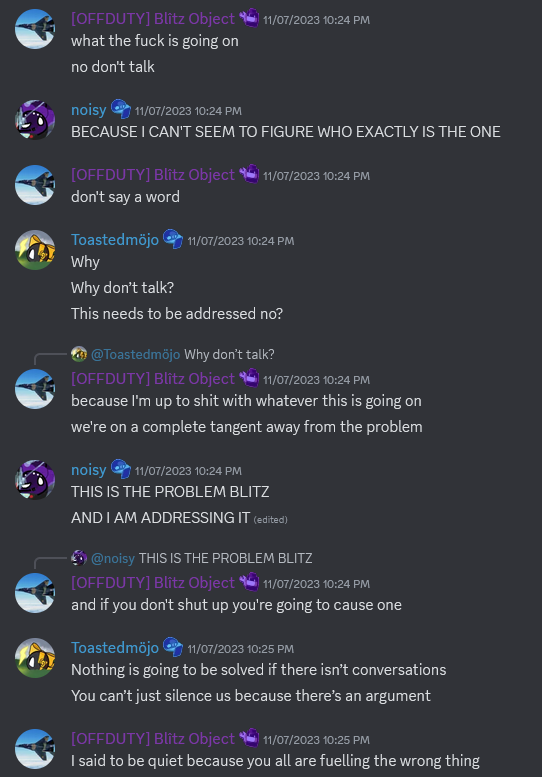 [OFFDUTY] Blitz Object 11/07/2023 10:24 PM
what the fuck is going on
no don't talk
noisy 11/07/2023 10:24 PM
BECAUSE I CAN'T SEEM TO FIGURE WHO EXACTLY IS THE ONE
[OFFDUTY] Blitz Object 11/07/2023 10:24 PM
don't say a word
Toastedmöjo 11/07/2023 10:24 PM
Why
Why don't talk?
This needs to be addressed no?
@Toastedmöjo Why don't talk?
[OFFDUTY] Blitz Object 11/07/2023 10:24 PM
because I'm up to shit with whatever this is going on
we're on a complete tangent away from the problem
noisy 11/07/2023 10:24 PM
THIS IS THE PROBLEM BLITZ
AND I AM ADDRESSING IT (edited)
@noisy THIS IS THE PROBLEM BLITZ
[OFFDUTY] Blitz Object 11/07/2023 10:24 PM
and if you don't shut up you're going to cause one
Toastedmöjo 11/07/2023 10:25 PM
Nothing is going to be solved if there isn't conversations
You can't just silence us because there's an argument
[OFFDUTY] Blitz Object 11/07/2023 10:25 PM
I said to be quiet because you all are fuelling the wrong thing